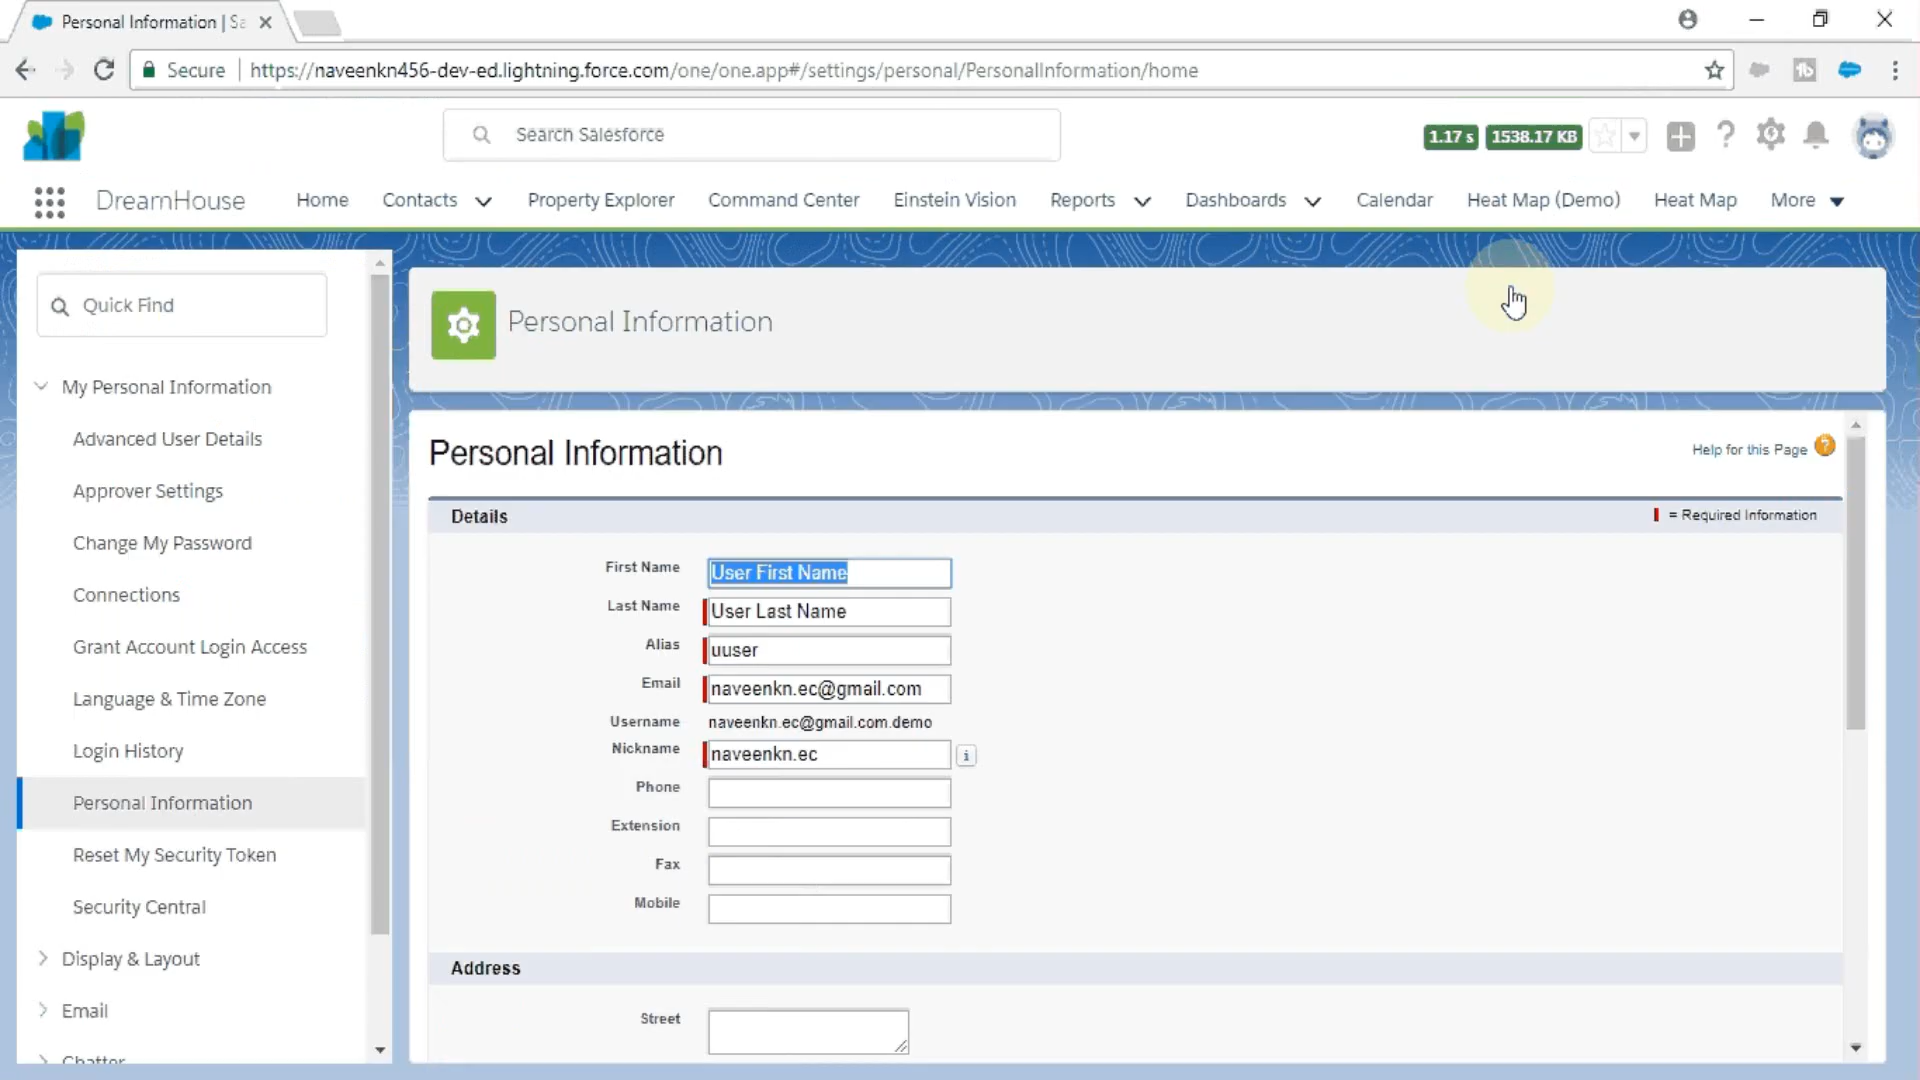 Personal Information | Sa
Secure
https://naveenkn456-dev-ed.lightning.force.com/one/one.app#/settings/personal/PersonalInformation/home
Search Salesforce
1.17 s 1538.17 KB
DreamHouse Home Contacts Property Explorer Command Center Einstein Vision Reports Dashboards Calendar Heat Map (Demo) Heat Map More
Quick Find
My Personal Information
Advanced User Details
Approver Settings
Change My Password
Connections
Grant Account Login Access
Language & Time Zone
Login History
Personal Information
Reset My Security Token
Security Central
Display & Layout
Email
Chatter
Personal Information
Personal Information
Help for this Page ?
Details
= Required Information
First Name User First Name
Last Name User Last Name
Alias uuser
Email naveenkn.ec@gmail.com
Username naveenkn.ec@gmail.com.demo
Nickname naveenkn.ec i
Phone
Extension
Fax
Mobile
Address
Street